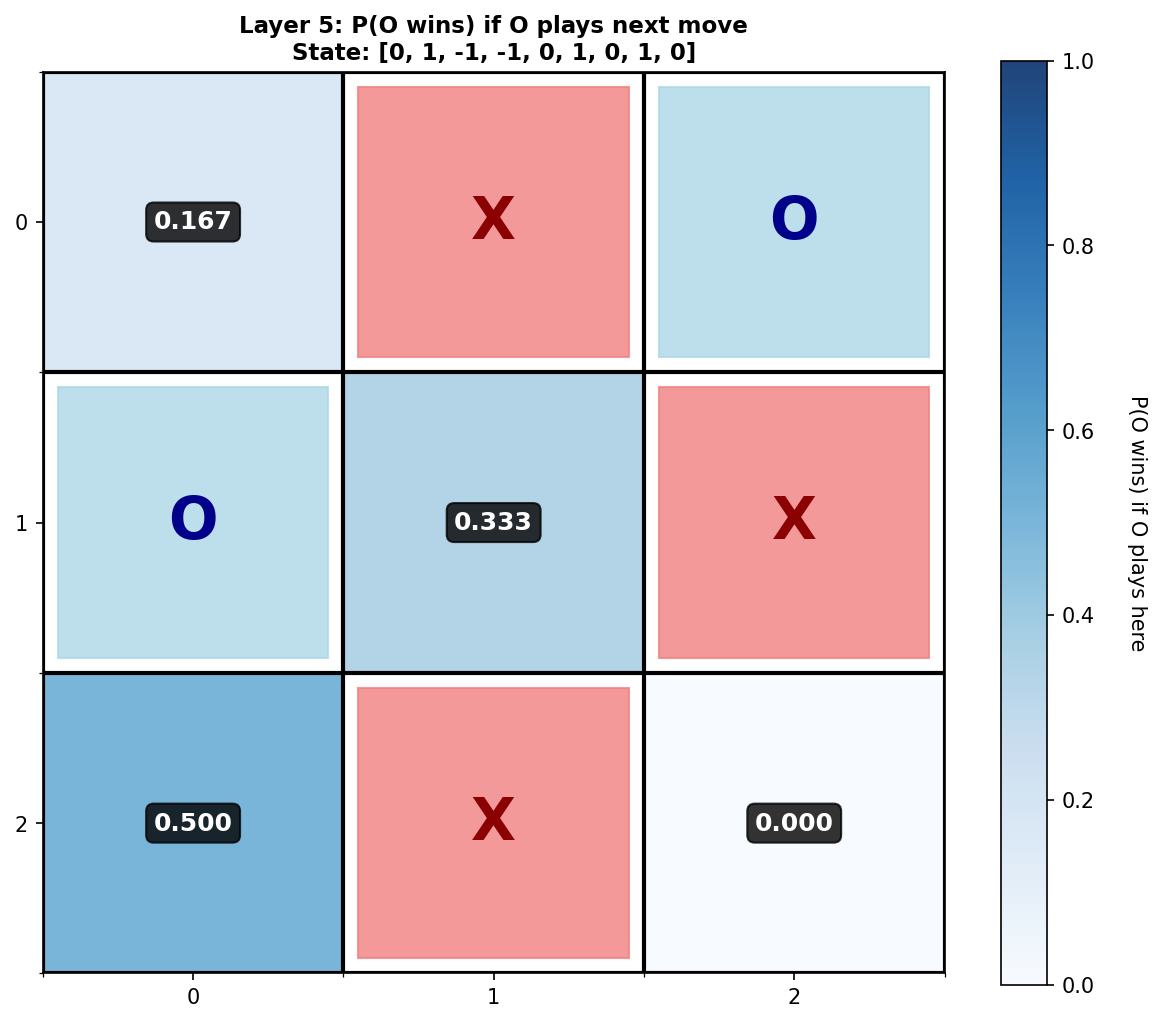 Layer 5: P(O wins) if O plays next move
State: [0, 1, -1, -1, 0, 1, 0, 1, 0]
0
0.167
X
O
1
O
0.333
X
2
0.500
X
0.000
0
1
2
1.0
0.8
0.6
0.4
0.2
0.0
P(O wins) if O plays here